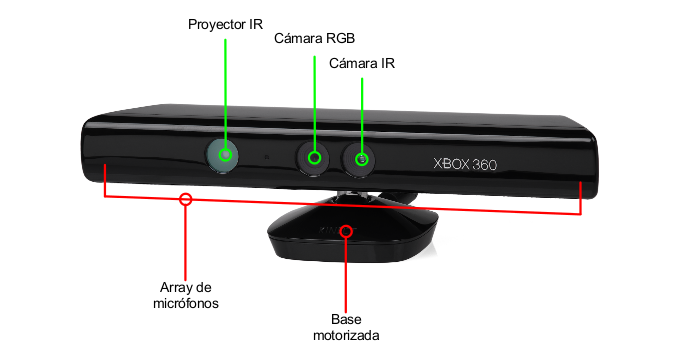 Proyector IR
Cámara RGB
Cámara IR
XBOX 360
Array de
micrófonos
Base
motorizada